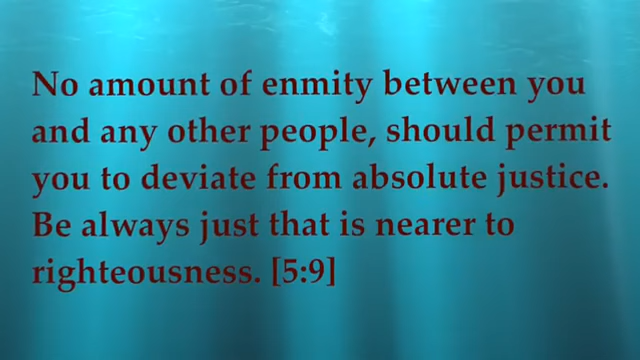 No amount of enmity between you
and any other people, should permit
you to deviate from absolute justice.
Be always just that is nearer to
righteousness. [5:9]